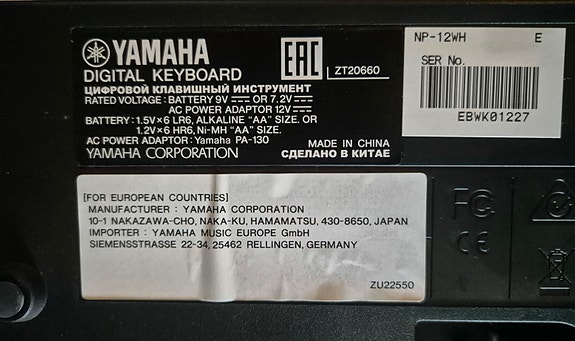 YAMAHA
DIGITAL KEYBOARD
ЦИФРОВОЙ КЛАВИШНЫЙ ИНСТРУМЕНТ
RATED VOLTAGE : BATTERY 9V ⎓ OR 7.2V ⎓
AC POWER ADAPTOR 12V ⎓
BATTERY : 1.5V×6 LR6, ALKALINE "AA" SIZE. OR
1.2V×6 HR6, Ni-MH "AA" SIZE.
AC POWER ADAPTOR : Yamaha PA-130
YAMAHA CORPORATION
EAC
ZT20660
MADE IN CHINA
СДЕЛАНО В КИТАЕ
NP-12WH E
SER No.
EBWK01227
[FOR EUROPEAN COUNTRIES]
MANUFACTURER : YAMAHA CORPORATION
10-1 NAKAZAWA-CHO, NAKA-KU, HAMAMATSU, 430-8650, JAPAN
IMPORTER : YAMAHA MUSIC EUROPE GmbH
SIEMENSSTRASSE 22-34, 25462 RELLINGEN, GERMANY
ZU22550
FC
CE